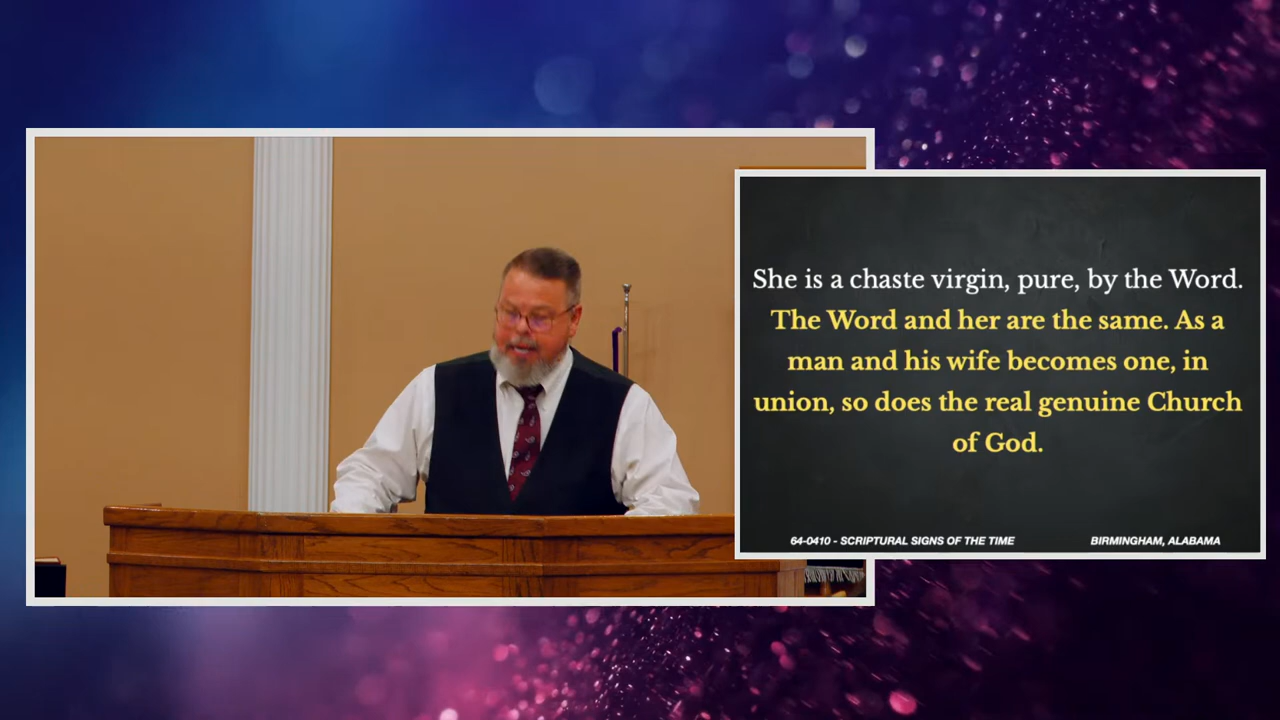 She is a chaste virgin, pure, by the Word.
The Word and her are the same. As a
man and his wife becomes one, in
union, so does the real genuine Church
of God.
64-0410 - SCRIPTURAL SIGNS OF THE TIME BIRMINGHAM, ALABAMA